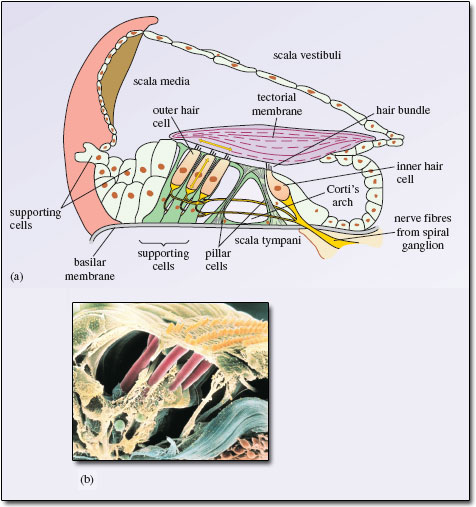 scala vestibuli
scala media
tectorial
membrane
outer hair
cell
hair bundle
inner hair
cell
Corti's
arch
supporting
cells
nerve fibres
from spiral
ganglion
scala tympani
basilar
membrane
supporting
cells
pillar
cells
(a)
(b)